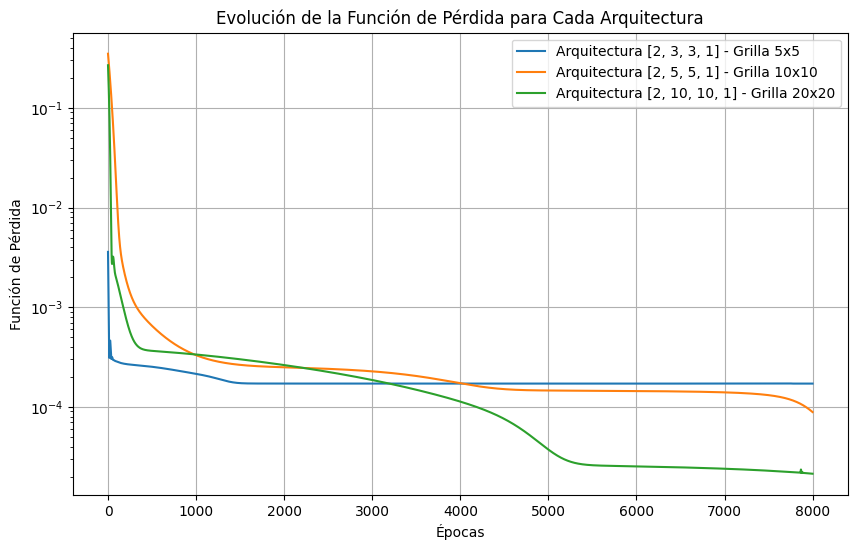 Evolución de la Función de Pérdida para Cada Arquitectura
Arquitectura [2, 3, 3, 1] - Grilla 5x5
Arquitectura [2, 5, 5, 1] - Grilla 10x10
Arquitectura [2, 10, 10, 1] - Grilla 20x20
Función de Pérdida
10⁻¹
10⁻²
10⁻³
10⁻⁴
0 1000 2000 3000 4000 5000 6000 7000 8000
Épocas